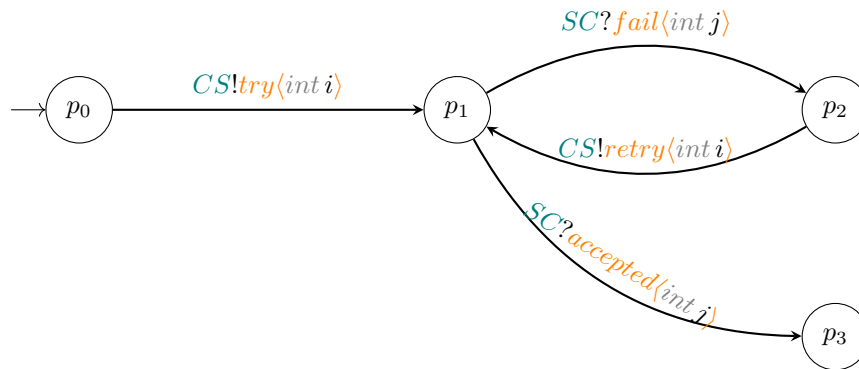 SC?fail⟨int j⟩
CS!try⟨int i⟩
p0
p1
p2
CS!retry⟨int i⟩
SC?accepted⟨int j⟩
p3